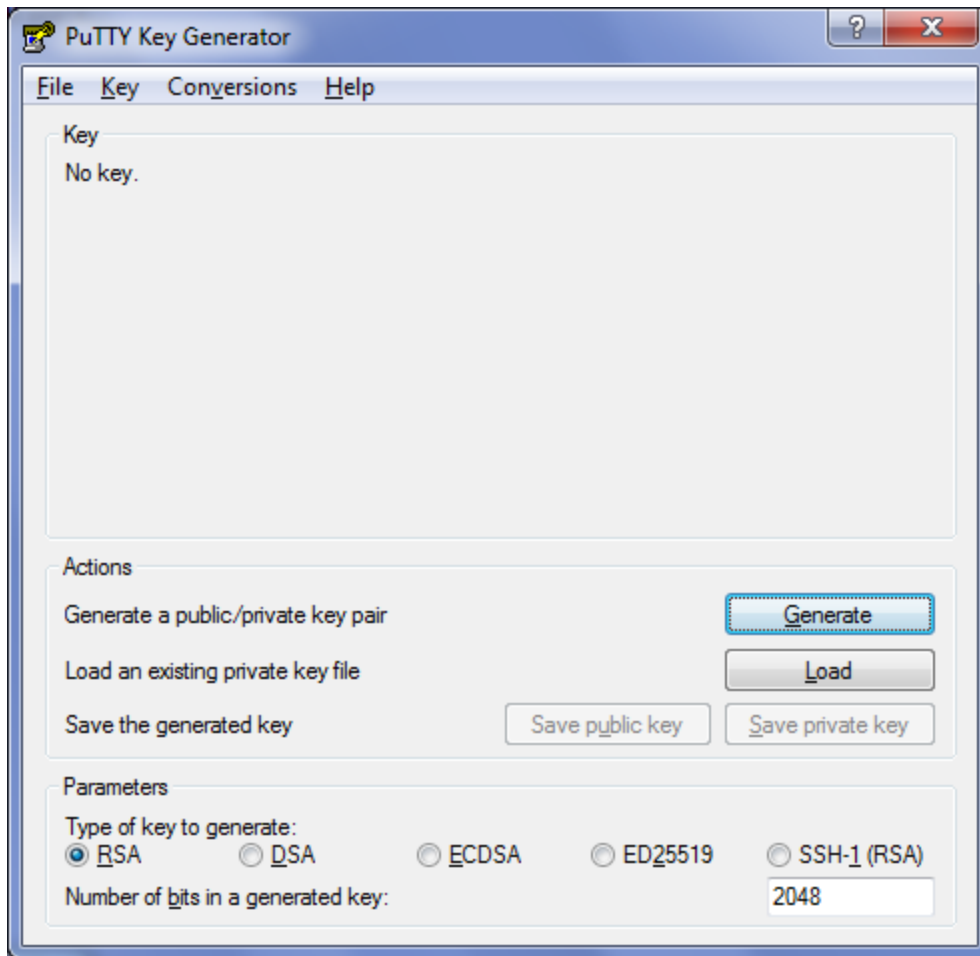 PuTTY Key Generator
? X
File Key Conversions Help
Key
No key.
Actions
Generate a public/private key pair Generate
Load an existing private key file Load
Save the generated key Save public key Save private key
Parameters
Type of key to generate:
RSA DSA ECDSA ED25519 SSH-1 (RSA)
Number of bits in a generated key: 2048